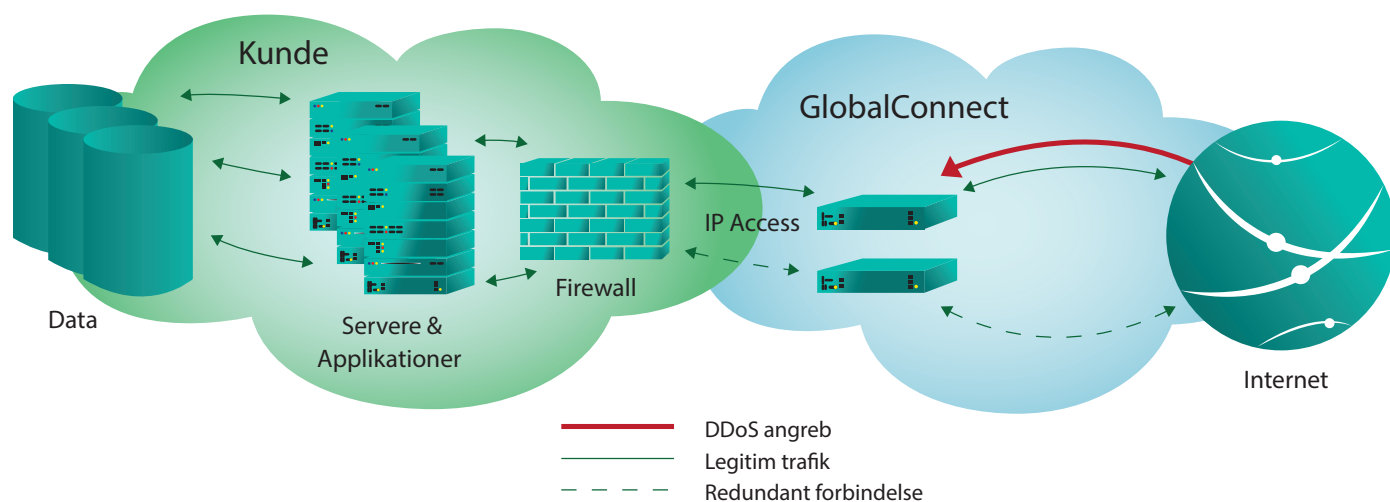 Kunde
GlobalConnect
IP Access
Firewall
Data
Servere &
Applikationer
Internet
DDoS angreb
Legitim trafik
Redundant forbindelse